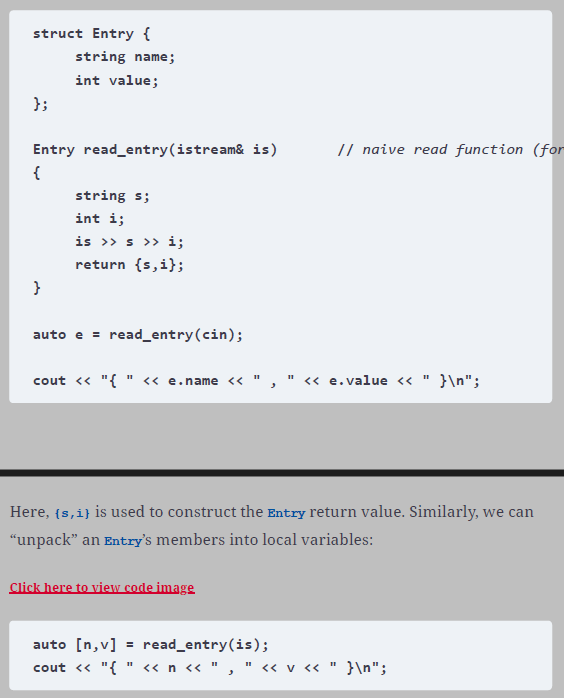 struct Entry {
string name;
int value;
};
Entry read_entry(istream& is) // naive read function (for
{
string s;
int i;
is >> s >> i;
return {s,i};
}
auto e = read_entry(cin);
cout << "{ " << e.name << " , " << e.value << " }\n";
Here, {s,i} is used to construct the Entry return value. Similarly, we can
“unpack” an Entry’s members into local variables:
Click here to view code image
auto [n,v] = read_entry(is);
cout << "{ " << n << " , " << v << " }\n";